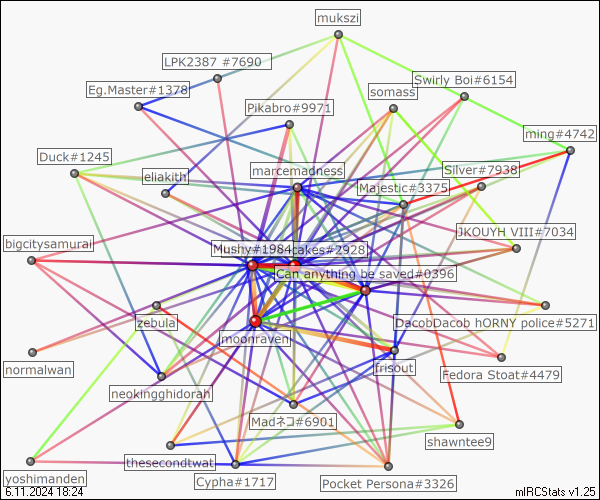 mukszi
LPK2387 #7690
Swirly Boi#6154
Eg.Master#1378
somass
Pikabro#9971
ming#4742
Duck#1245
marcemadness
Silver#7938
eliakith
Majestic#3375
JKOUYH VIII#7034
bigcitysamurai
Mushy#1984
cakes#2928
Can anything be saved#0396
zebula
DacobDacob hORNY police#5271
moonraven
normalwan
frisout
Fedora Stoat#4479
neokingghidorah
Madネコ#6901
shawntee9
yoshimanden
thesecondtwat
Cypha#1717
Pocket Persona#3326
6.11.2024 18:24
mIRCStats v1.25